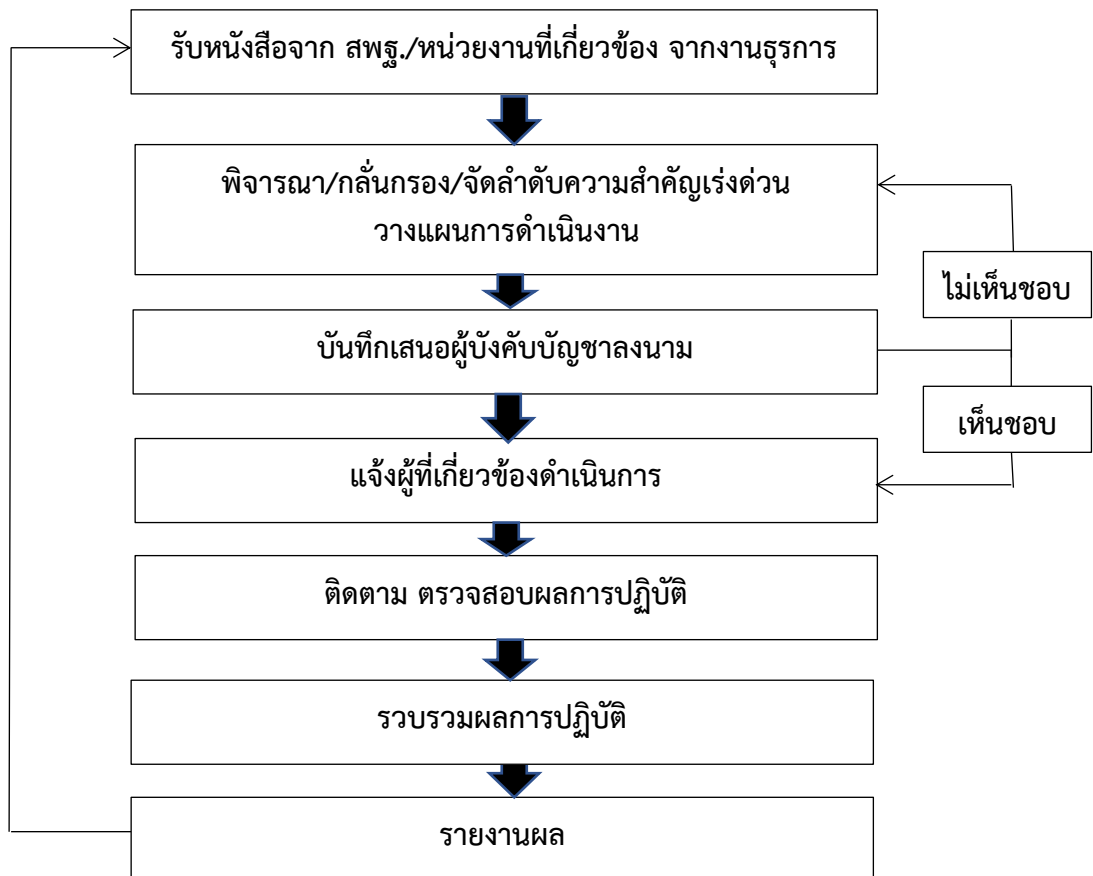 รับหนังสือจาก สพฐ./หน่วยงานที่เกี่ยวข้อง จากงานธุรการ
พิจารณา/กลั่นกรอง/จัดลำดับความสำคัญเร่งด่วน
วางแผนการดำเนินงาน
ไม่เห็นชอบ
บันทึกเสนอผู้บังคับบัญชาลงนาม
เห็นชอบ
แจ้งผู้ที่เกี่ยวข้องดำเนินการ
ติดตาม ตรวจสอบผลการปฏิบัติ
รวบรวมผลการปฏิบัติ
รายงานผล